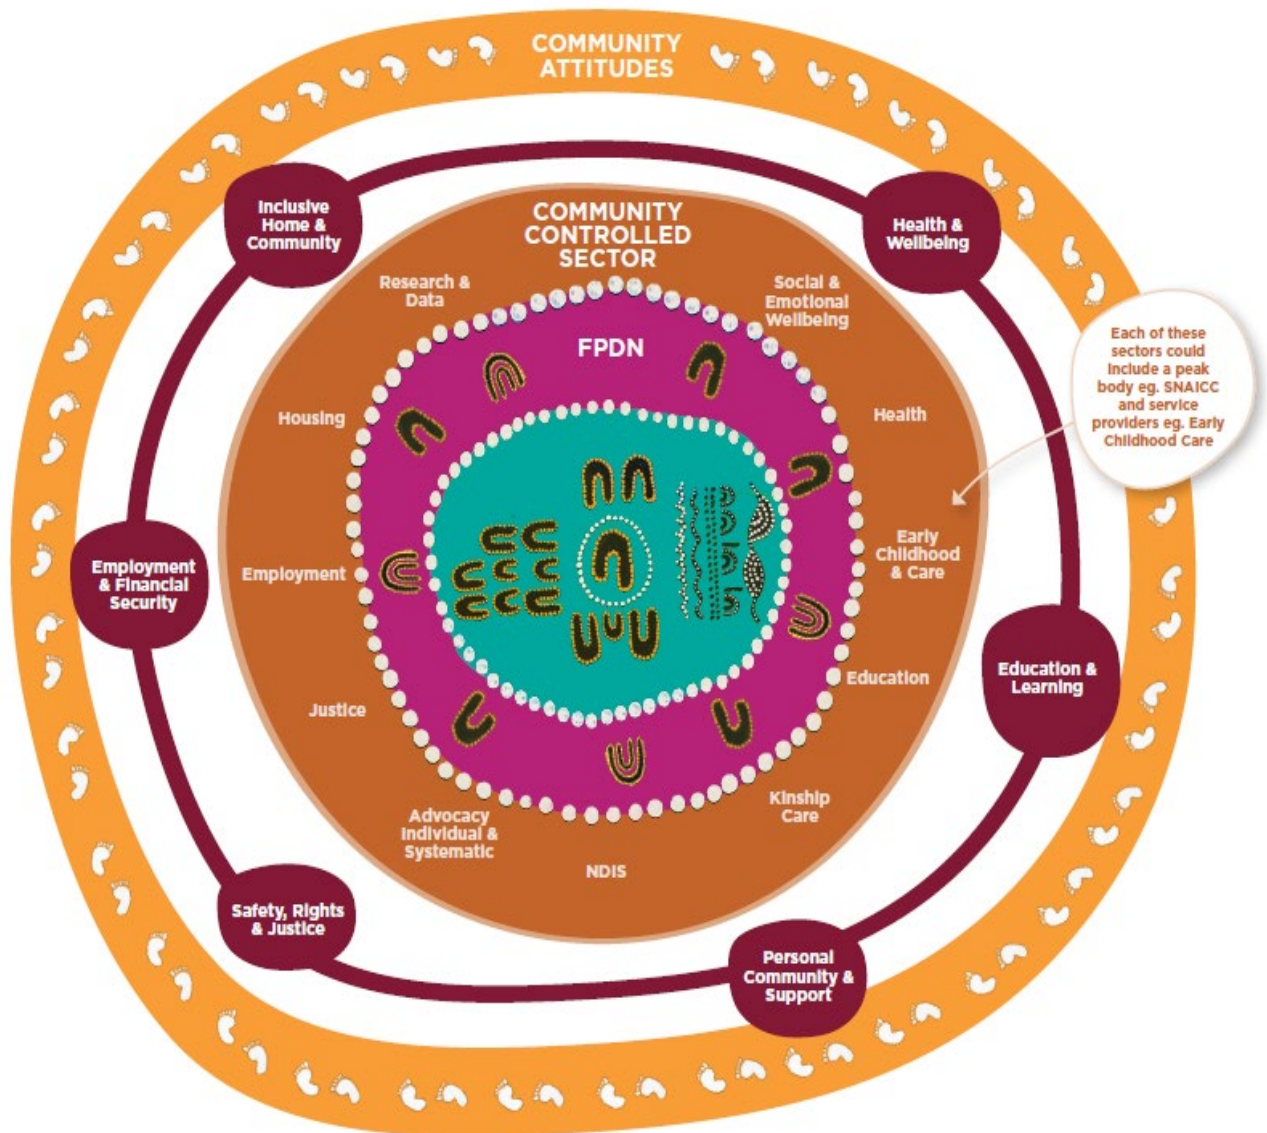 COMMUNITY
ATTITUDES
Inclusive
Home &
Community
Health &
Wellbeing
COMMUNITY
CONTROLLED
SECTOR
Research &
Data
Social &
Emotional
Wellbeing
FPDN
Each of these
sectors could
include a peak
body eg. SNAICC
and service
providers eg. Early
Childhood Care
Housing
Health
Employment
& Financial
Security
Employment
Early
Childhood
& Care
Education &
Learning
Education
Justice
Kinship
Care
Advocacy
Individual &
Systematic
NDIS
Safety, Rights
& Justice
Personal
Community &
Support